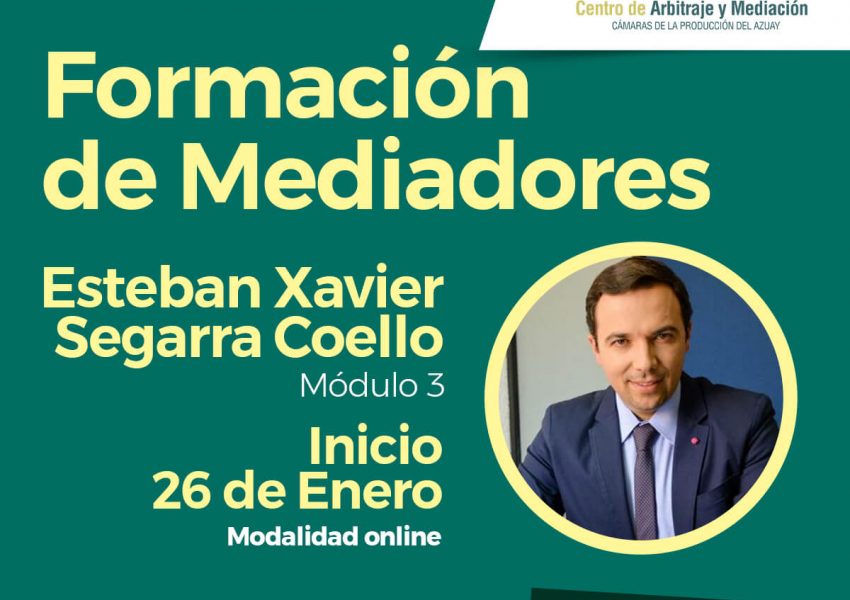 Centro de Arbitraje y Mediación
CÁMARAS DE LA PRODUCCIÓN DEL AZUAY
Formación
de Mediadores
Esteban Xavier
Segarra Coello
Módulo 3
Inicio
26 de Enero
Modalidad online